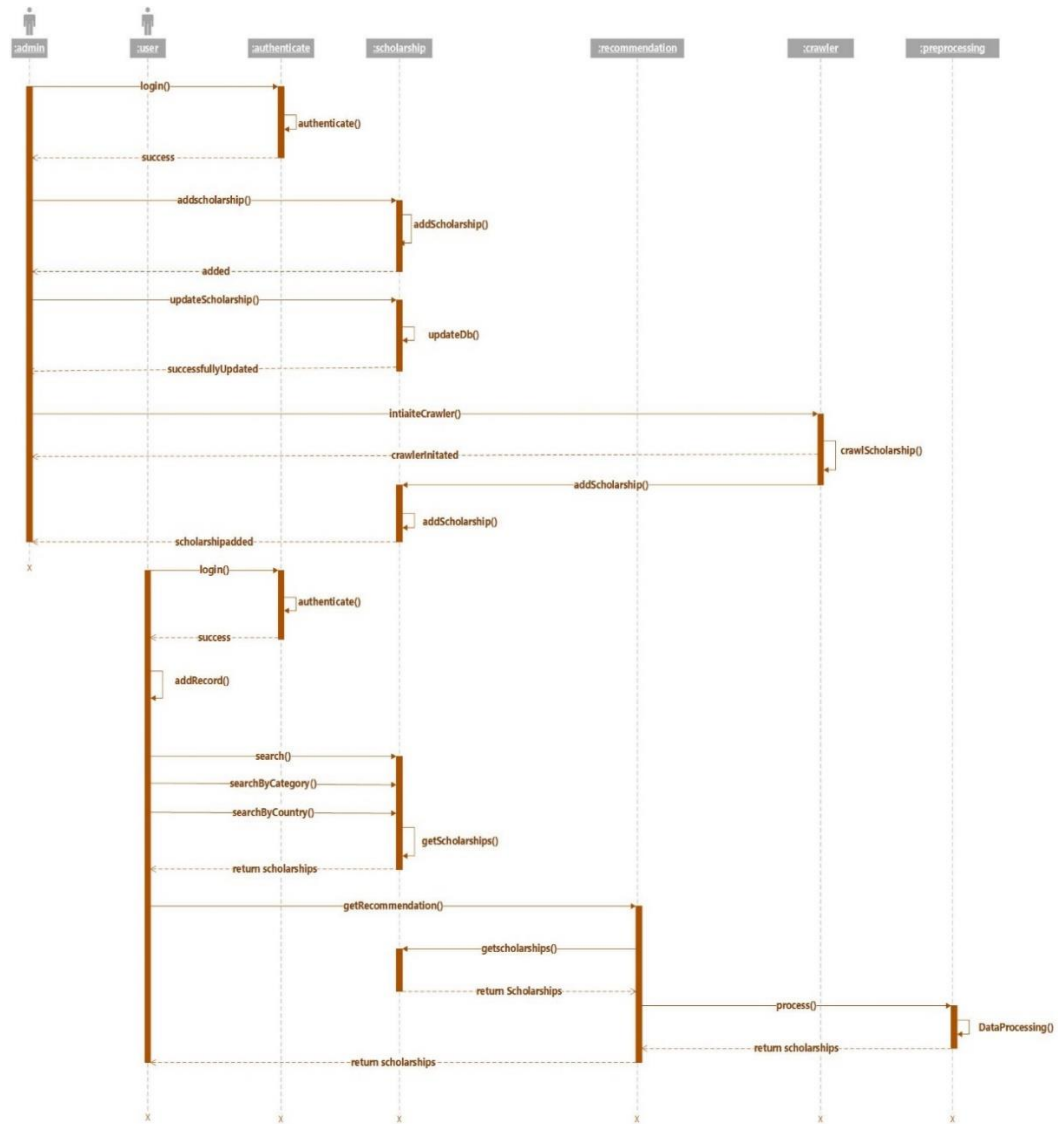 :admin
:user
:authenticate
:scholarship
:recommendation
:crawler
:preprocessing
login()
authenticate()
success
addscholarship()
addScholarship()
added
updateScholarship()
updateDb()
successfullyUpdated
intiaiteCrawler()
crawlScholarship()
crawlerInitated
addScholarship()
addScholarship()
scholarshipadded
X
login()
authenticate()
success
addRecord()
search()
searchByCategory()
searchByCountry()
getScholarships()
return scholarships
getRecommendation()
getscholarships()
return Scholarships
process()
DataProcessing()
return scholarships
return scholarships
X X X X X X